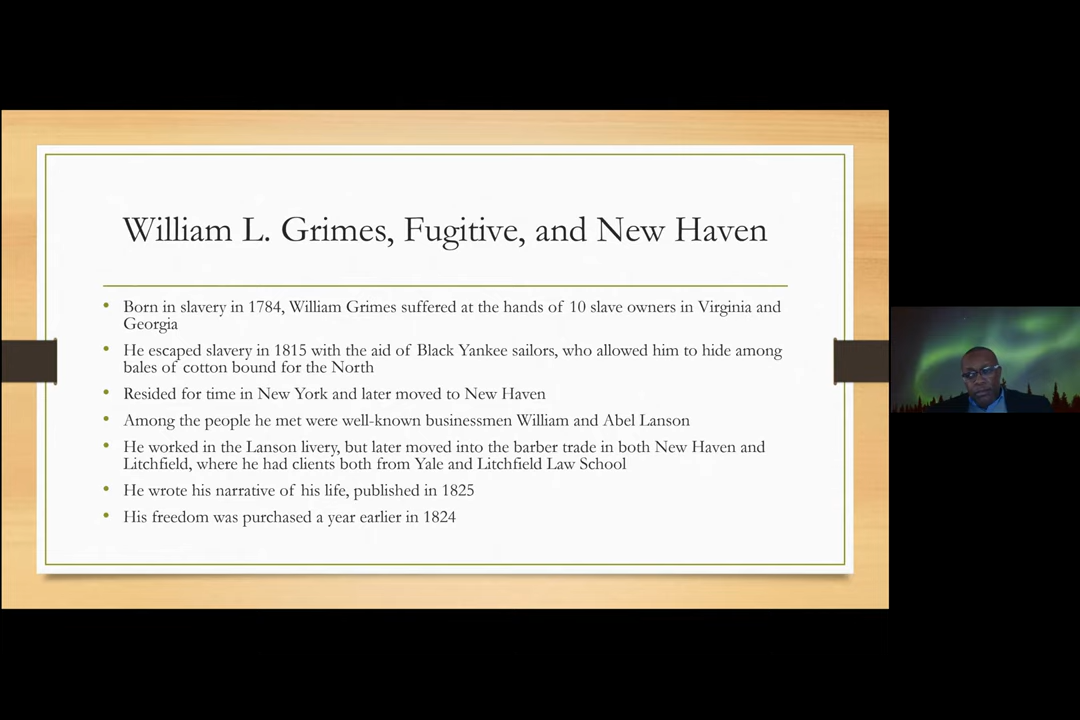 William L. Grimes, Fugitive, and New Haven
• Born in slavery in 1784, William Grimes suffered at the hands of 10 slave owners in Virginia and
Georgia
• He escaped slavery in 1815 with the aid of Black Yankee sailors, who allowed him to hide among
bales of cotton bound for the North
• Resided for time in New York and later moved to New Haven
• Among the people he met were well-known businessmen William and Abel Lanson
• He worked in the Lanson livery, but later moved into the barber trade in both New Haven and
Litchfield, where he had clients both from Yale and Litchfield Law School
• He wrote his narrative of his life, published in 1825
• His freedom was purchased a year earlier in 1824